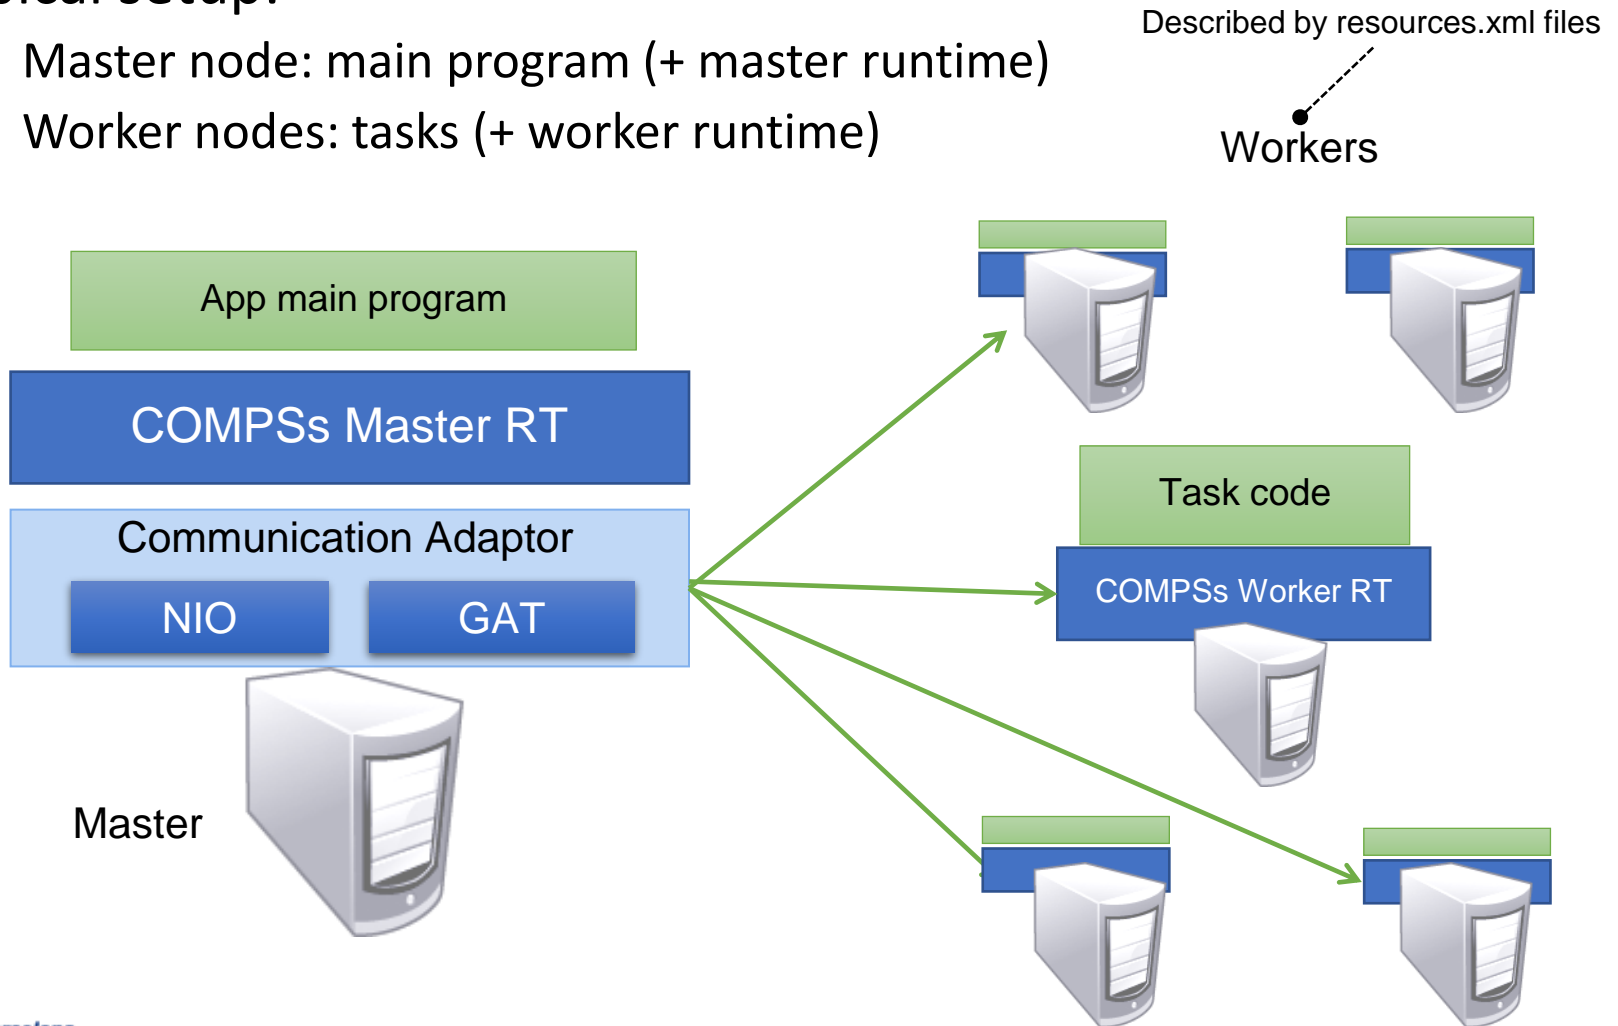 setup:
Master node: main program (+ master runtime)
Worker nodes: tasks (+ worker runtime)
Described by resources.xml files
Workers
App main program
COMPSs Master RT
Communication Adaptor
NIO GAT
Master
Task code
COMPSs Worker RT